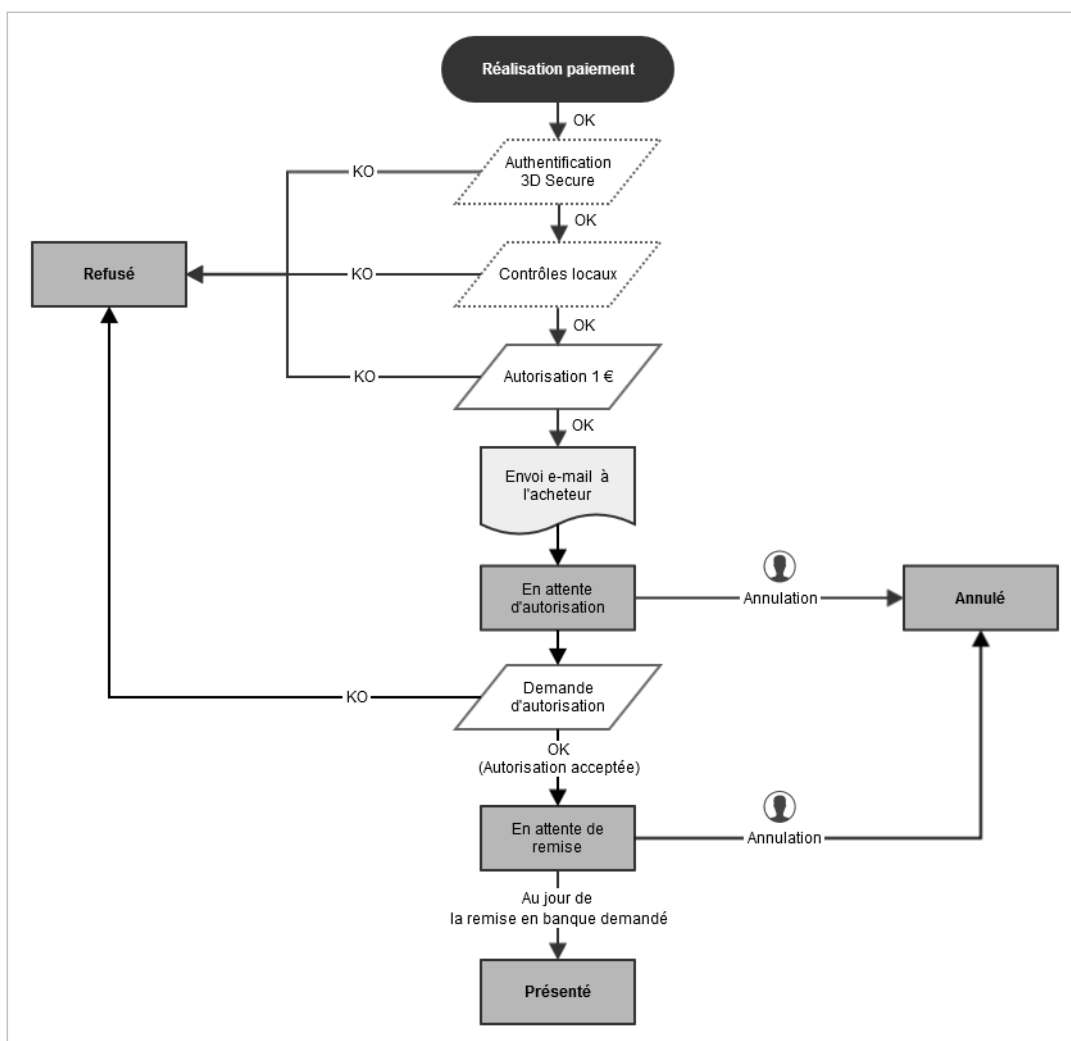 Réalisation paiement
OK
Authentification
3D Secure
KO
OK
Refusé
KO
Contrôles locaux
OK
KO
Autorisation 1 €
OK
Envoi e-mail à
l'acheteur
En attente
d'autorisation
Annulation
Annulé
KO
Demande
d'autorisation
OK
(Autorisation acceptée)
En attente de
remise
Annulation
Au jour de
la remise en banque demandé
Présenté